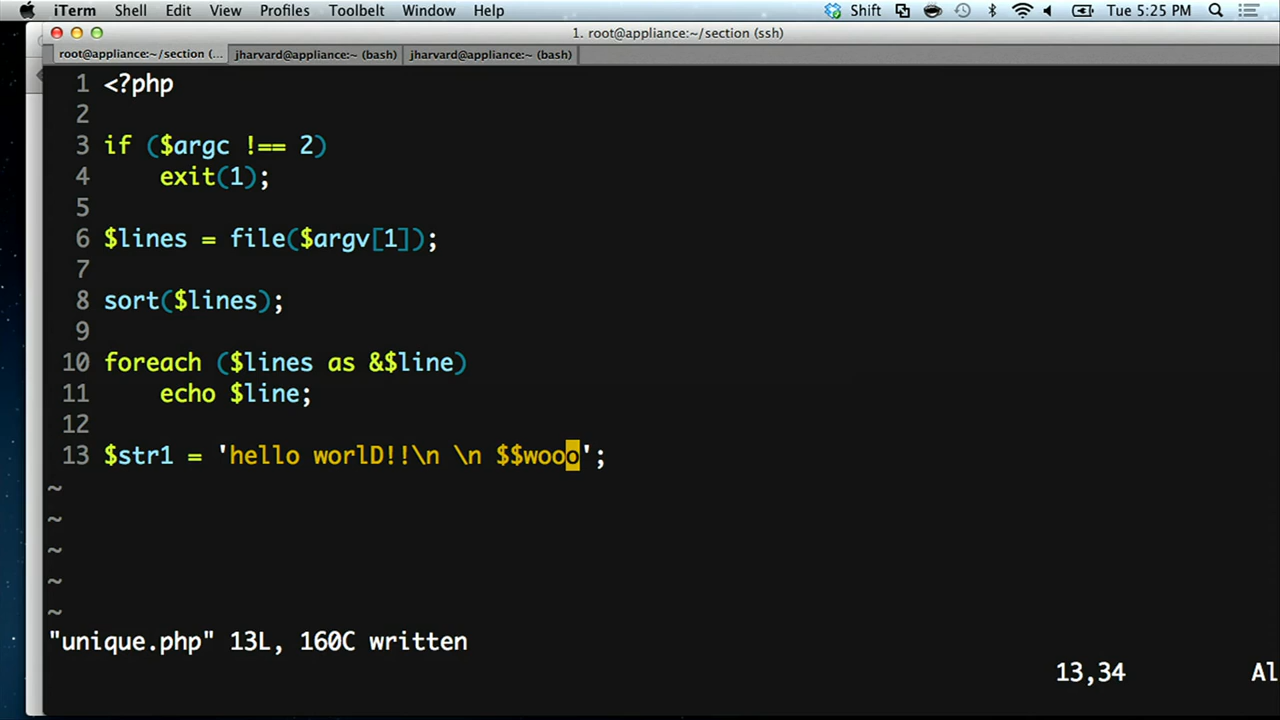 iTerm Shell Edit View Profiles Toolbelt Window Help Shift Tue 5:25 PM
1. root@appliance:~/section (ssh)
root@appliance:~/section (... jharvard@appliance:~ (bash) jharvard@appliance:~ (bash)
1 <?php
2
3 if ($argc !== 2)
4     exit(1);
5
6 $lines = file($argv[1]);
7
8 sort($lines);
9
10 foreach ($lines as &$line)
11     echo $line;
12
13 $str1 = 'hello worlD!!\n \n $$wooo';
~
~
~
~
~
"unique.php" 13L, 160C written
13,34 Al